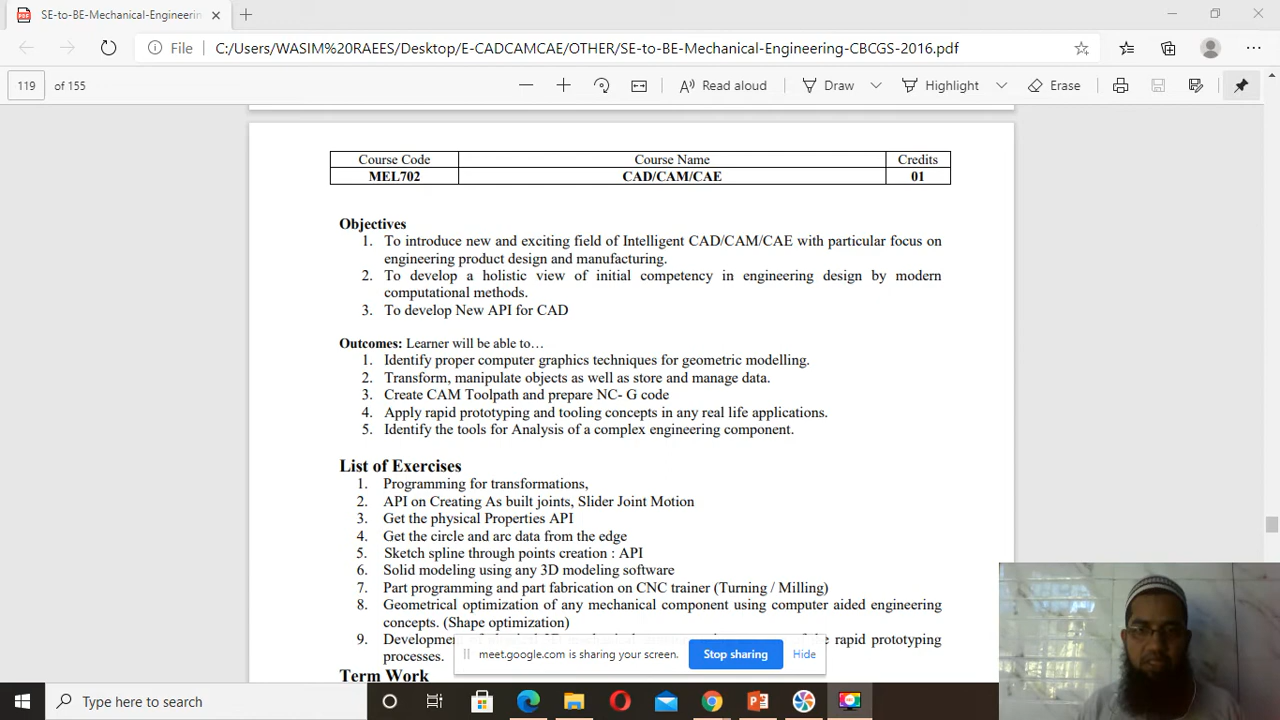 SE-to-BE-Mechanical-Engineerin
File C:/Users/WASIM%20RAEES/Desktop/E-CADCAMCAE/OTHER/SE-to-BE-Mechanical-Engineering-CBCGS-2016.pdf
119 of 155 Read aloud Draw Highlight Erase
Course Code Course Name Credits
MEL702 CAD/CAM/CAE 01
Objectives
1. To introduce new and exciting field of Intelligent CAD/CAM/CAE with particular focus on
engineering product design and manufacturing.
2. To develop a holistic view of initial competency in engineering design by modern
computational methods.
3. To develop New API for CAD
Outcomes: Learner will be able to…
1. Identify proper computer graphics techniques for geometric modelling.
2. Transform, manipulate objects as well as store and manage data.
3. Create CAM Toolpath and prepare NC- G code
4. Apply rapid prototyping and tooling concepts in any real life applications.
5. Identify the tools for Analysis of a complex engineering component.
List of Exercises
1. Programming for transformations,
2. API on Creating As built joints, Slider Joint Motion
3. Get the physical Properties API
4. Get the circle and arc data from the edge
5. Sketch spline through points creation : API
6. Solid modeling using any 3D modeling software
7. Part programming and part fabrication on CNC trainer (Turning / Milling)
8. Geometrical optimization of any mechanical component using computer aided engineering
concepts. (Shape optimization)
9. rapid prototyping
processes.
meet.google.com is sharing your screen. Stop sharing Hide
Term Work
Type here to search